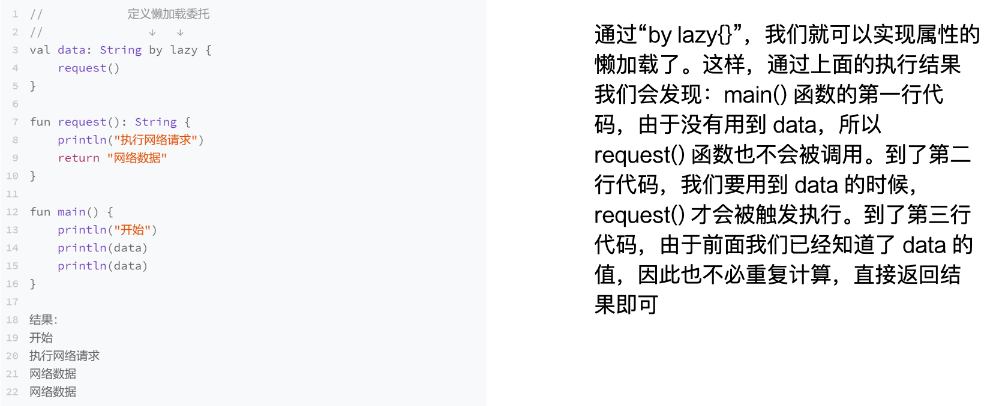 1 // 定义懒加载委托
2 // ↓ ↓
3 val data: String by lazy {
4 request()
5 }
6
7 fun request(): String {
8 println("执行网络请求")
9 return "网络数据"
10 }
11
12 fun main() {
13 println("开始")
14 println(data)
15 println(data)
16 }
17
18 结果：
19 开始
20 执行网络请求
21 网络数据
22 网络数据
通过“by lazy{}”，我们就可以实现属性的
懒加载了。这样，通过上面的执行结果
我们会发现：main() 函数的第一行代
码，由于没有用到 data，所以
request() 函数也不会被调用。到了第二
行代码，我们要用到 data 的时候，
request() 才会被触发执行。到了第三行
代码，由于前面我们已经知道了 data 的
值，因此也不必重复计算，直接返回结
果即可